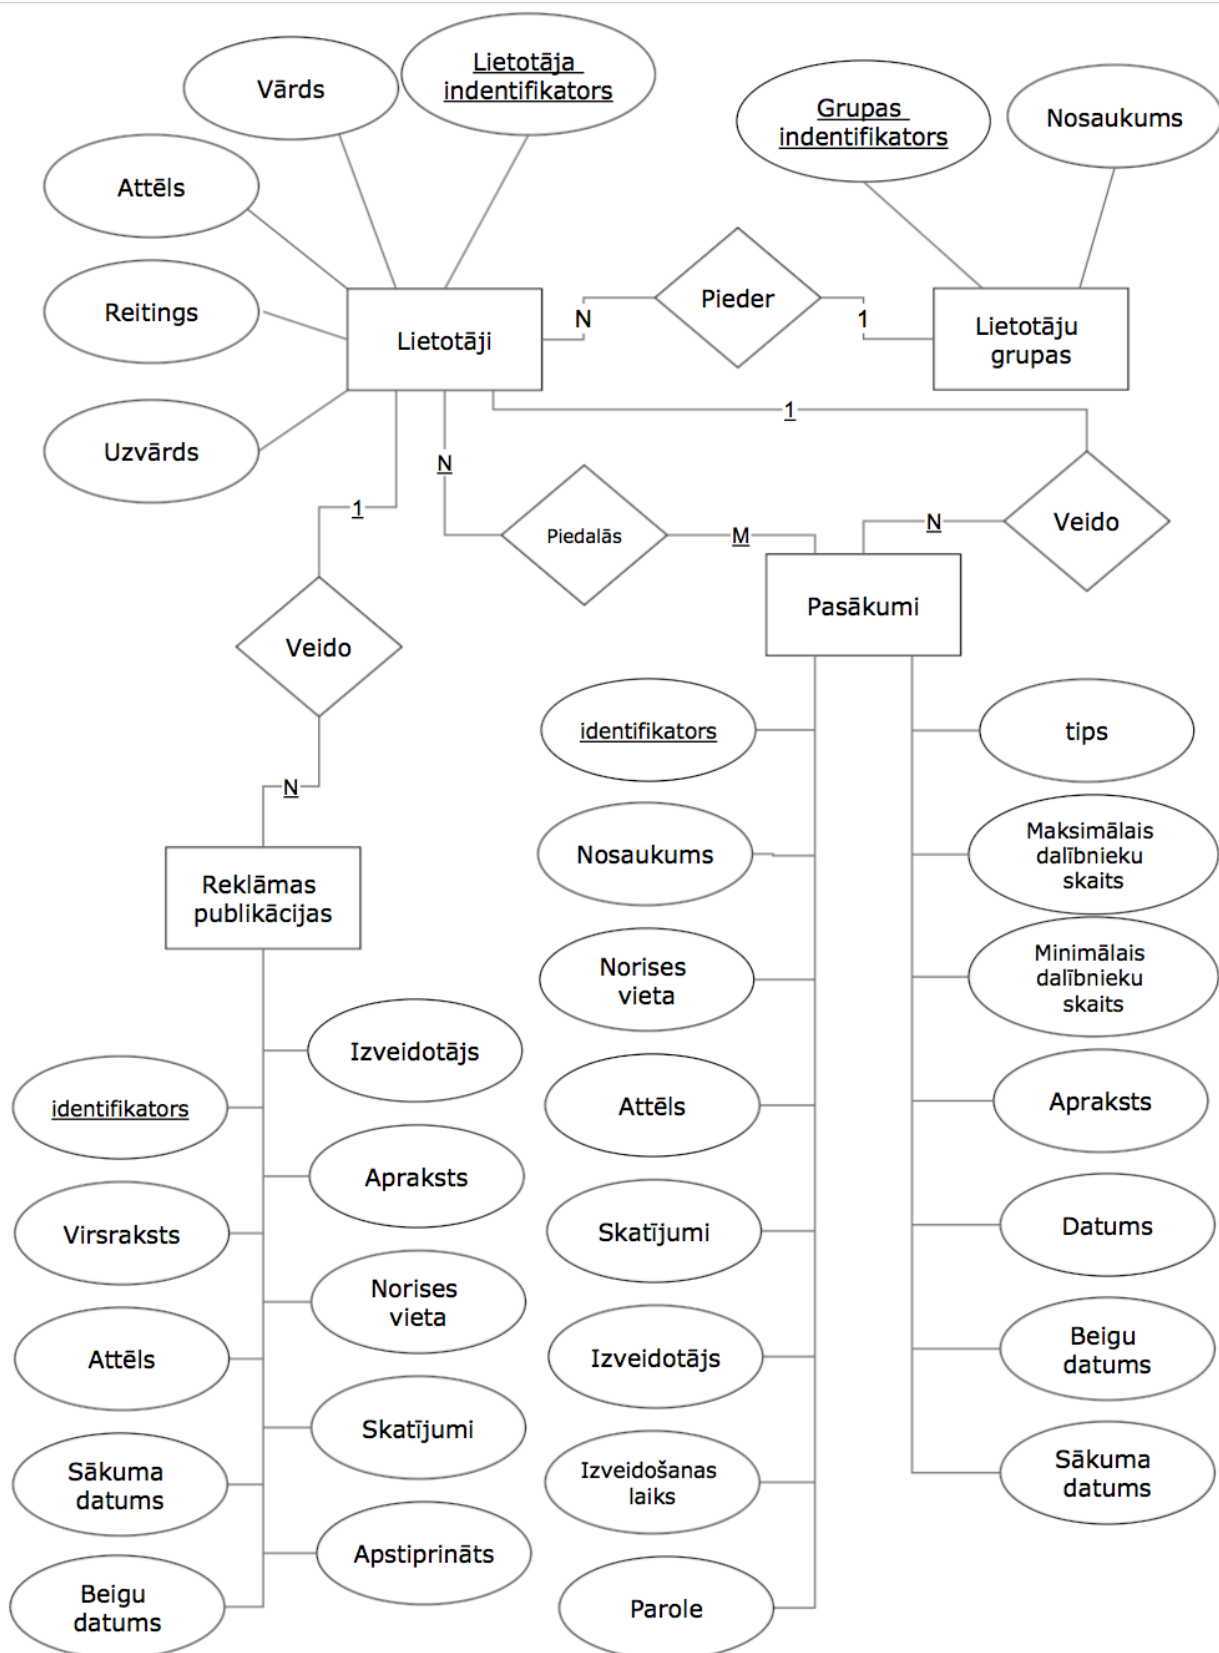 Vārds
Lietotāja
indentifikators
Grupas
indentifikators
Nosaukums
Attēls
Reitings
Uzvārds
Lietotāji
N
Pieder
1
Lietotāju
grupas
1
1
N
Piedalās
M
N
Veido
Pasākumi
Veido
N
Reklāmas
publikācijas
identifikators
tips
Nosaukums
Maksimālais
dalībnieku
skaits
Norises
vieta
Minimālais
dalībnieku
skaits
Attēls
Apraksts
Skatījumi
Datums
Izveidotājs
Beigu
datums
Izveidošanas
laiks
Sākuma
datums
Parole
Izveidotājs
identifikators
Apraksts
Virsraksts
Norises
vieta
Attēls
Skatījumi
Sākuma
datums
Apstiprināts
Beigu
datums